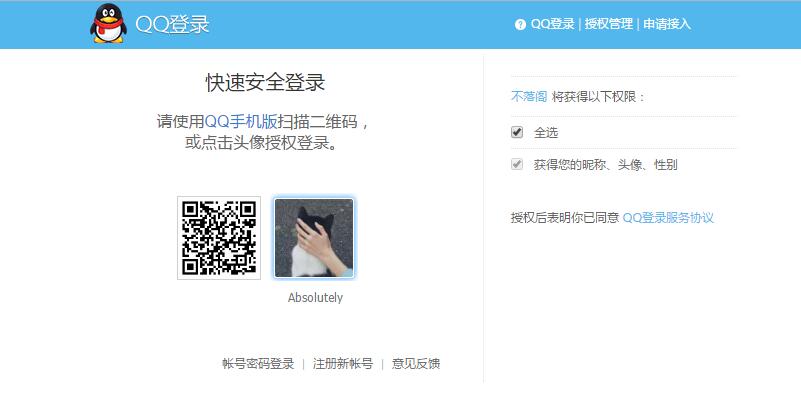 QQ登录
QQ登录 | 授权管理 | 申请接入
快速安全登录
请使用QQ手机版扫描二维码，
或点击头像授权登录。
Absolutely
帐号密码登录 | 注册新帐号 | 意见反馈
不落阁 将获得以下权限：
全选
获得您的昵称、头像、性别
授权后表明你已同意 QQ登录服务协议